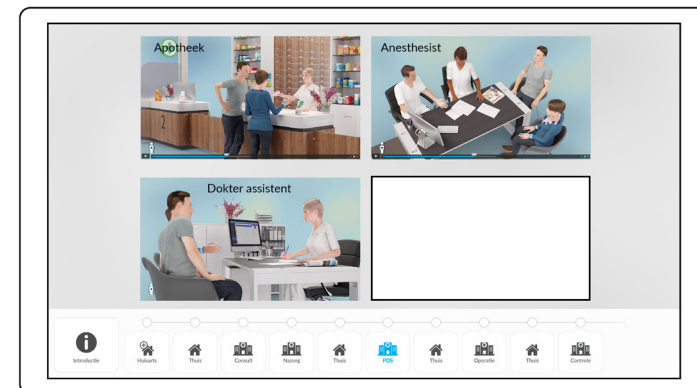 Apotheek
Anesthesist
Dokter assistent
Introductie
Huisarts
Thuis
Consult
Nazorg
Thuis
POS
Thuis
Operatie
Thuis
Controle